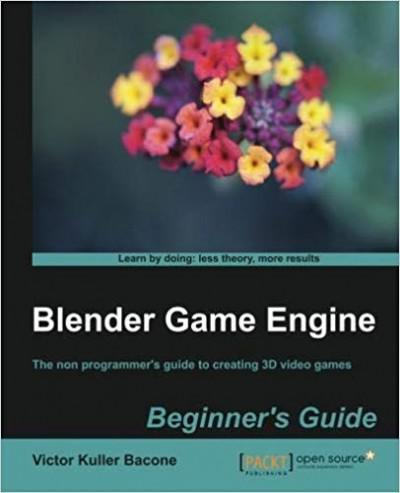 Learn by doing: less theory, more results
Blender Game Engine
The non programmer's guide to creating 3D video games
Beginner's Guide
Victor Kuller Bacone
[PACKT] open source*
PUBLISHING